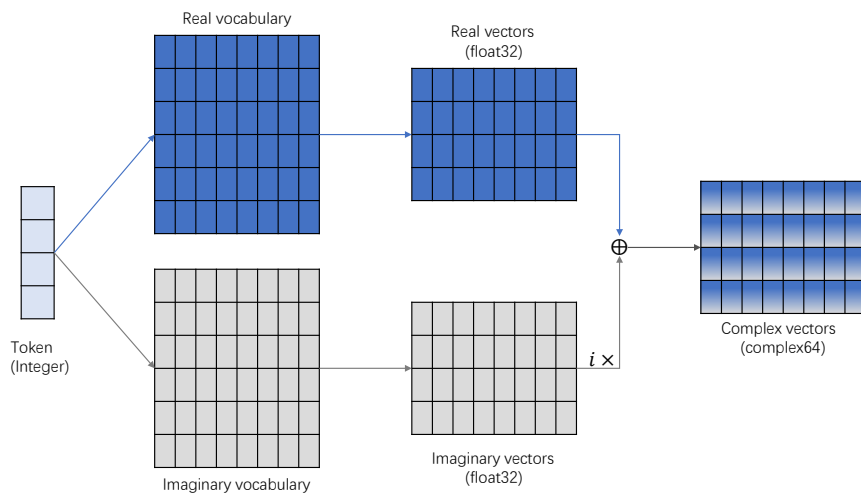 Real vocabulary
Real vectors
(float32)
Token
(Integer)
i ×
⊕
Complex vectors
(complex64)
Imaginary vocabulary
Imaginary vectors
(float32)